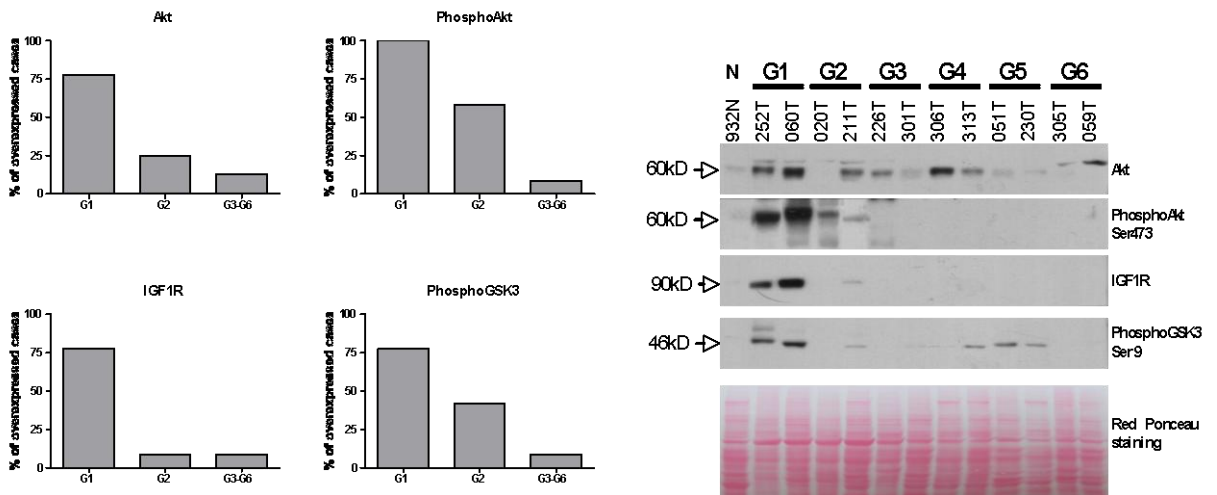 Akt
% of overexpressed cases
100
75
50
25
0
G1
G2
G3-G6
PhosphoAkt
% of overexpressed cases
100
75
50
25
0
G1
G2
G3-G6
IGF1R
% of overexpressed cases
100
75
50
25
0
G1
G2
G3-G6
PhosphoGSK3
% of overexpressed cases
100
75
50
25
0
G1
G2
G3-G6
N G1 G2 G3 G4 G5 G6
932N 252T 060T 020T 211T 226T 301T 306T 313T 051T 230T 305T 059T
60kD Akt
60kD PhosphoAkt
Ser473
90kD IGF1R
46kD PhosphoGSK3
Ser 9
Red Ponceau
staining